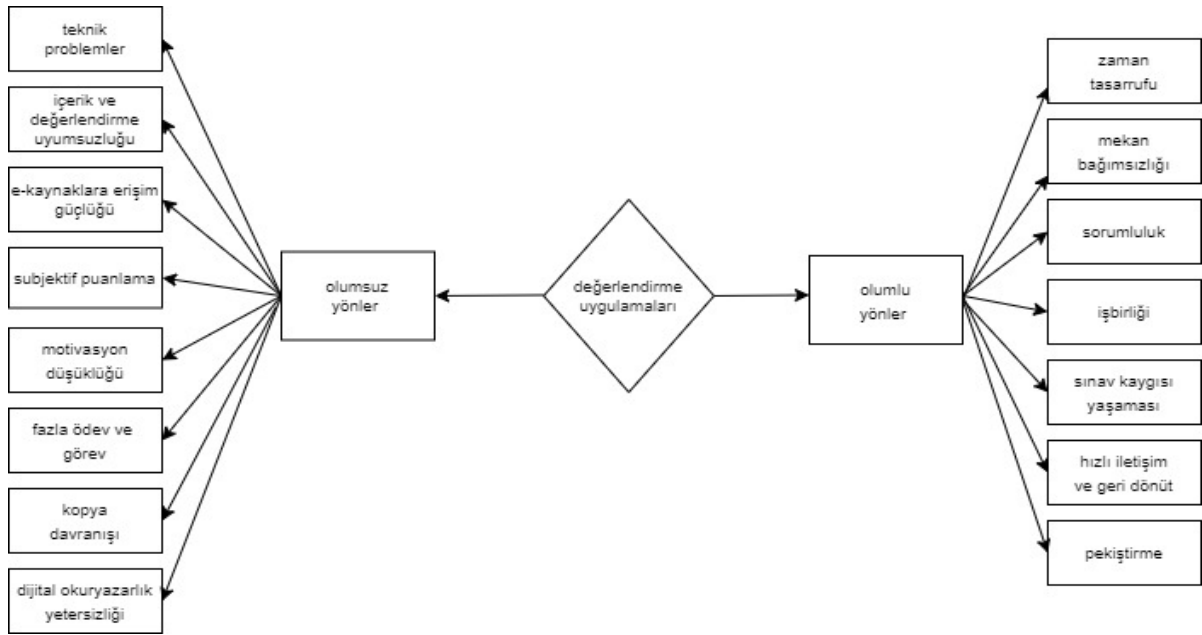 teknik
problemler
içerik ve
değerlendirme
uyumsuzluğu
e-kaynaklara erişim
güçlüğü
subjektif puanlama
motivasyon
düşüklüğü
fazla ödev ve
görev
kopya
davranışı
dijital okuryazarlık
yetersizliği
olumsuz
yönler
değerlendirme
uygulamaları
olumlu
yönler
zaman
tasarrufu
mekan
bağımsızlığı
sorumluluk
işbirliği
sınav kaygısı
yaşaması
hızlı iletişim
ve geri dönüt
pekiştirme